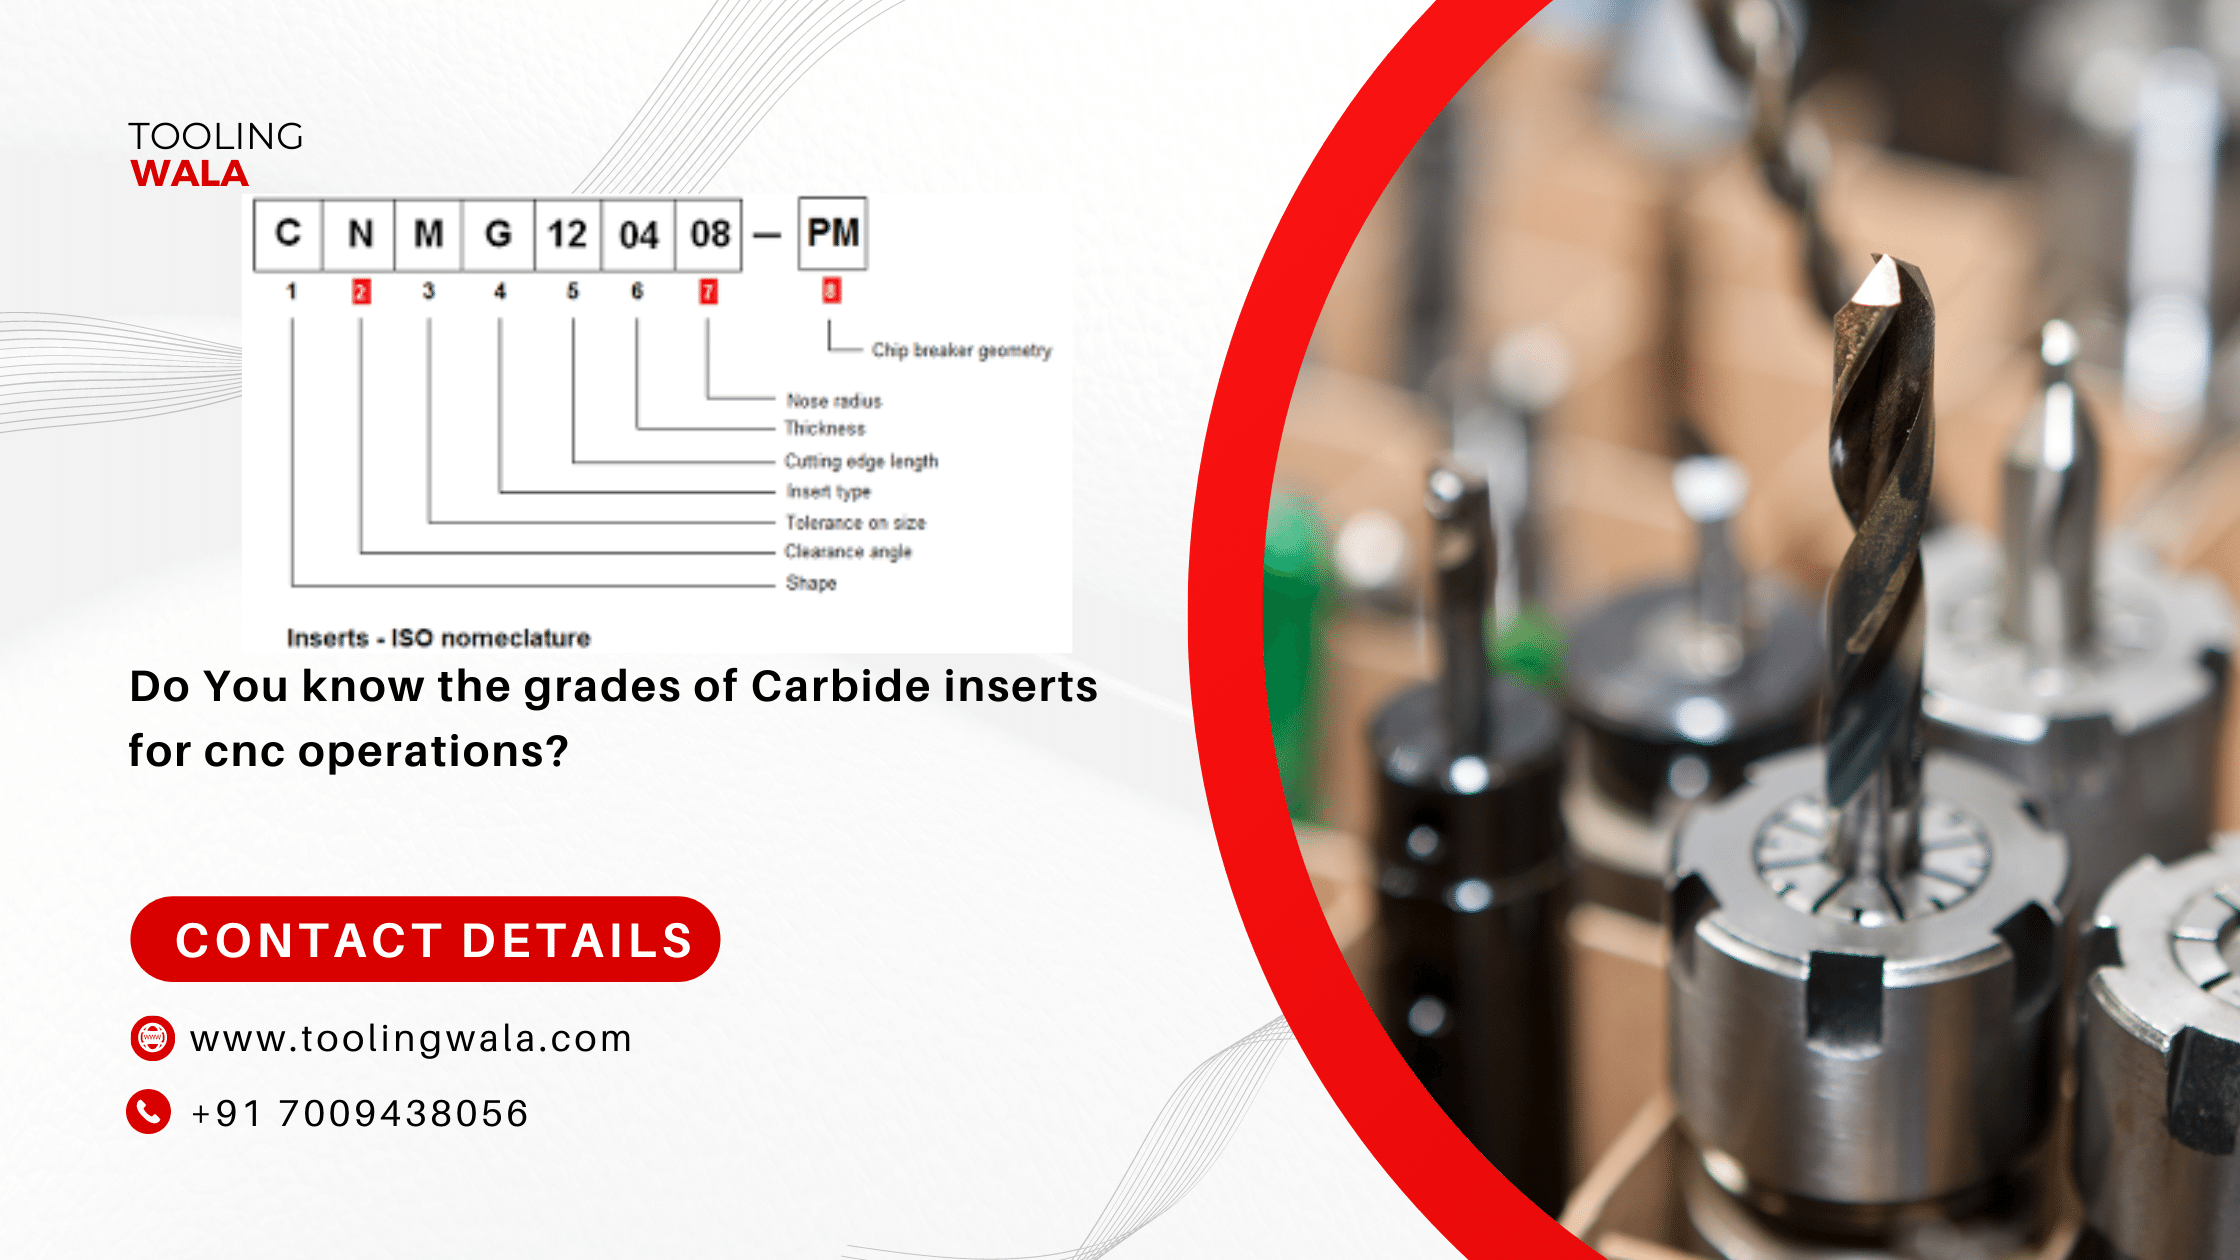 TOOLING
WALA
C N M G 12 04 08 – PM
1 2 3 4 5 6 7 8
Chip breaker geometry
Nose radius
Thickness
Cutting edge length
Insert type
Tolerance on size
Clearance angle
Shape
Inserts - ISO nomeclature
Do You know the grades of Carbide inserts
for cnc operations?
CONTACT DETAILS
www
www.toolingwala.com
+91 7009438056